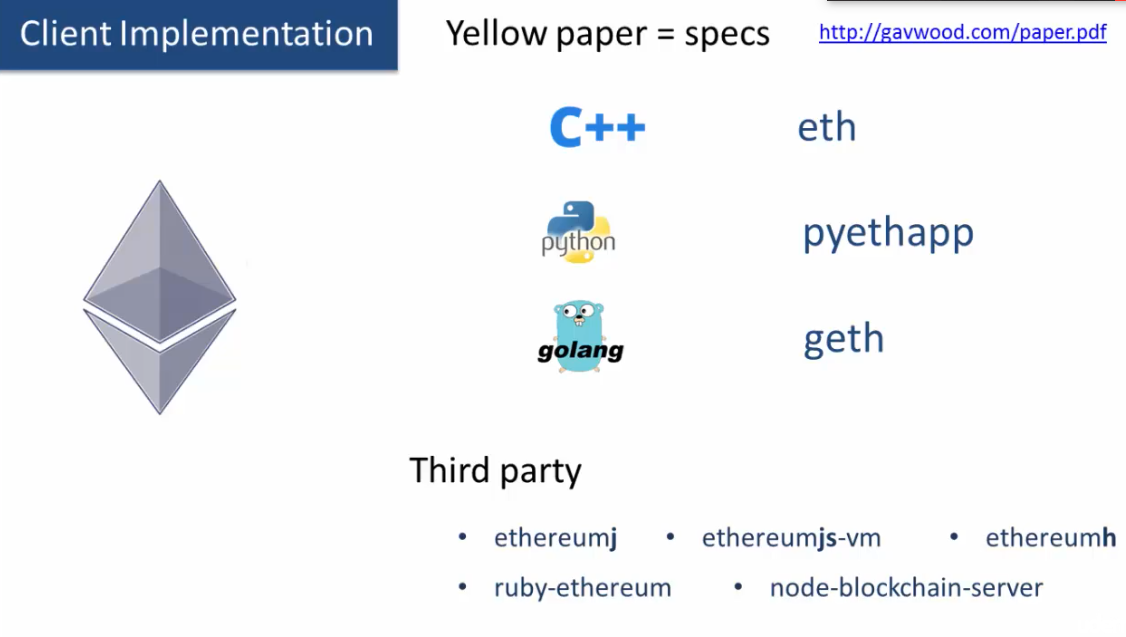 Client Implementation
Yellow paper = specs
http://gavwood.com/paper.pdf
C++ eth
python pyethapp
golang geth
Third party
• ethereumj • ethereumjs-vm • ethereumh
• ruby-ethereum • node-blockchain-server